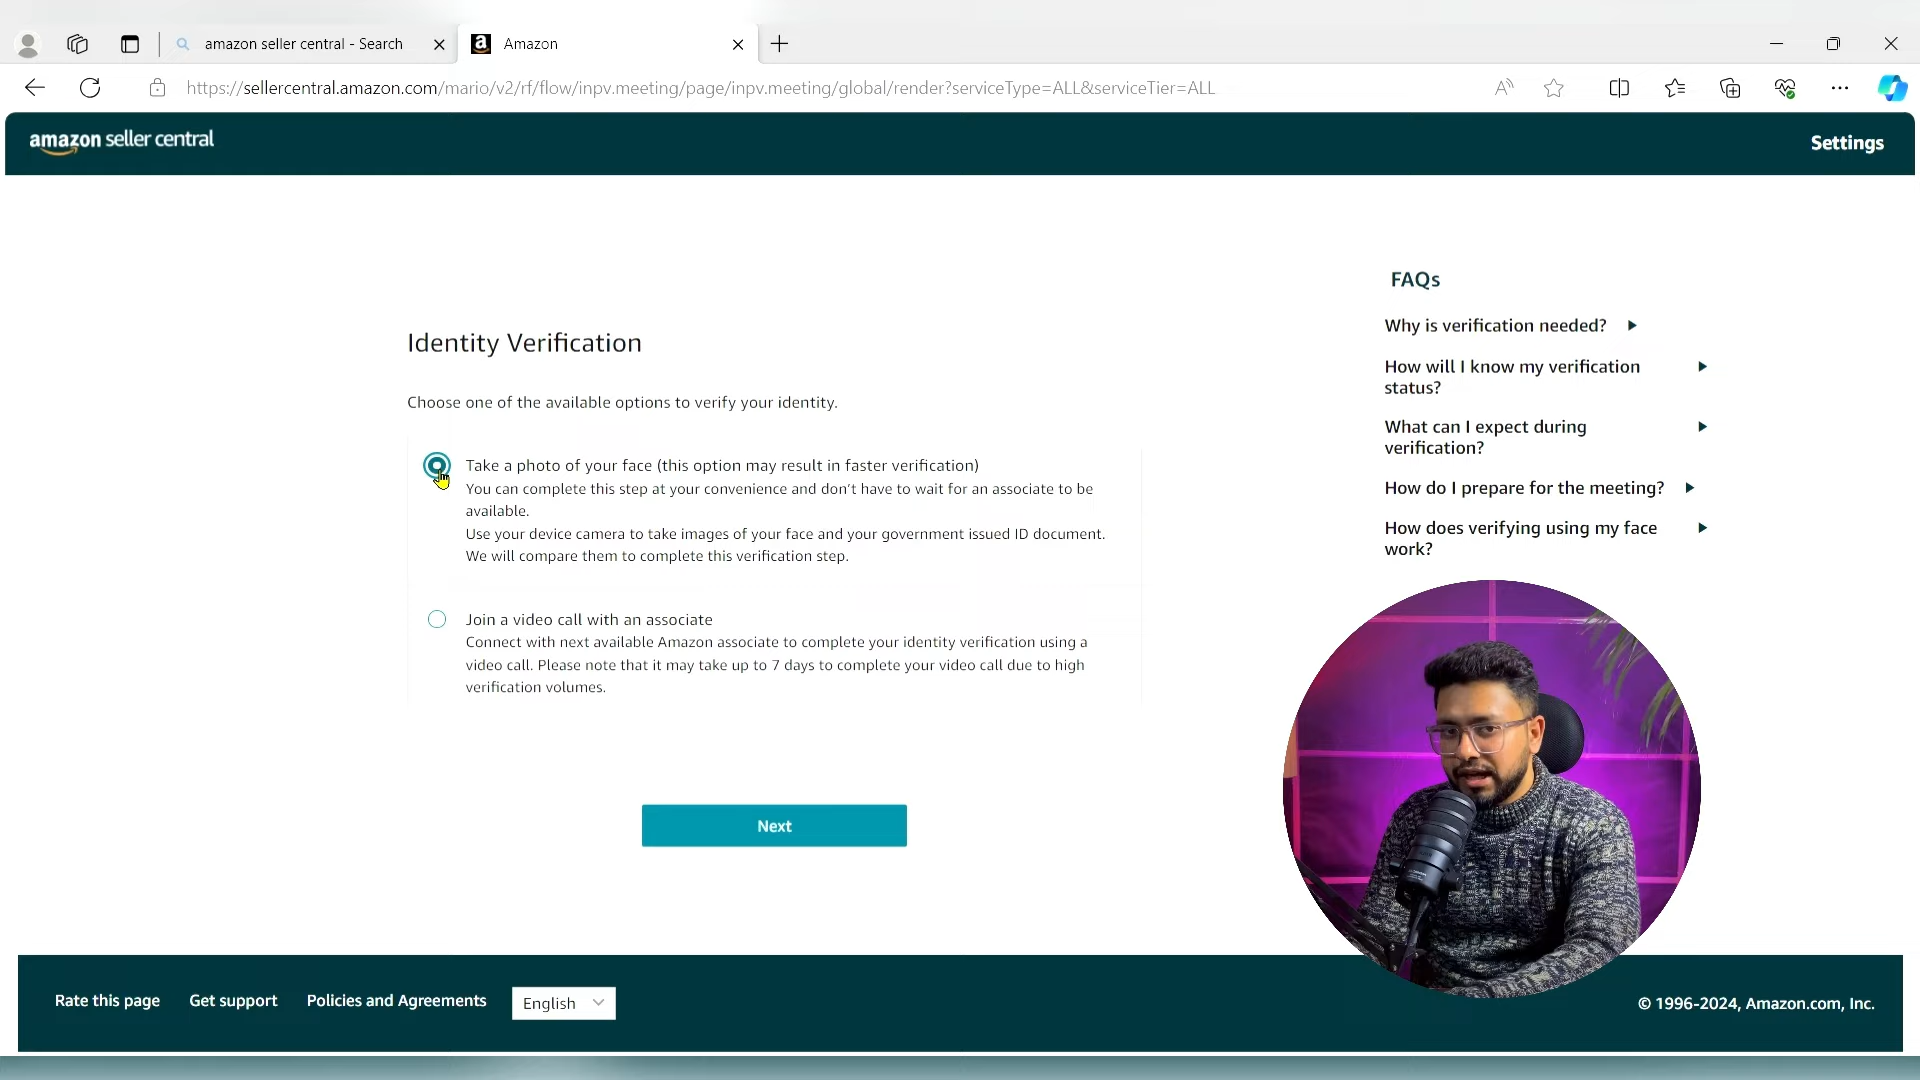 amazon seller central - Search
Amazon
https://sellercentral.amazon.com/mario/v2/rf/flow/inpv.meeting/page/inpv.meeting/global/render?serviceType=ALL&serviceTier=ALL
amazon seller central
Settings
Identity Verification
Choose one of the available options to verify your identity.
Take a photo of your face (this option may result in faster verification)
You can complete this step at your convenience and don't have to wait for an associate to be
available.
Use your device camera to take images of your face and your government issued ID document.
We will compare them to complete this verification step.
Join a video call with an associate
Connect with next available Amazon associate to complete your identity verification using a
video call. Please note that it may take up to 7 days to complete your video call due to high
verification volumes.
Next
FAQs
Why is verification needed?
How will I know my verification
status?
What can I expect during
verification?
How do I prepare for the meeting?
How does verifying using my face
work?
Rate this page
Get support
Policies and Agreements
English
© 1996-2024, Amazon.com, Inc.